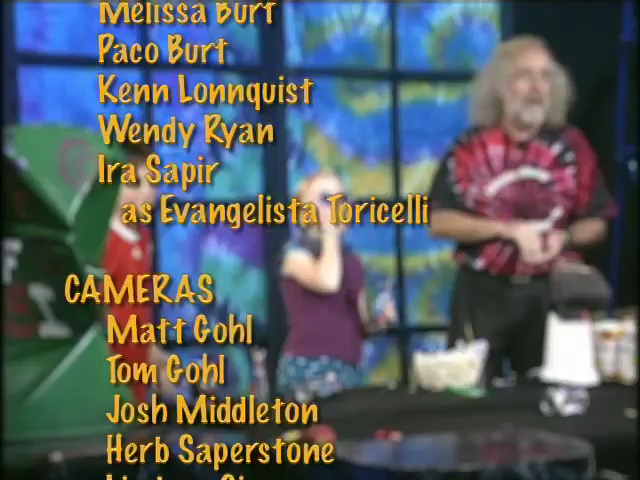 Melissa Burt
Paco Burt
Kenn Lonnquist
Wendy Ryan
Ira Sapir
as Evangelista Toricelli
CAMERAS
Matt Gohl
Tom Gohl
Josh Middleton
Herb Saperstone